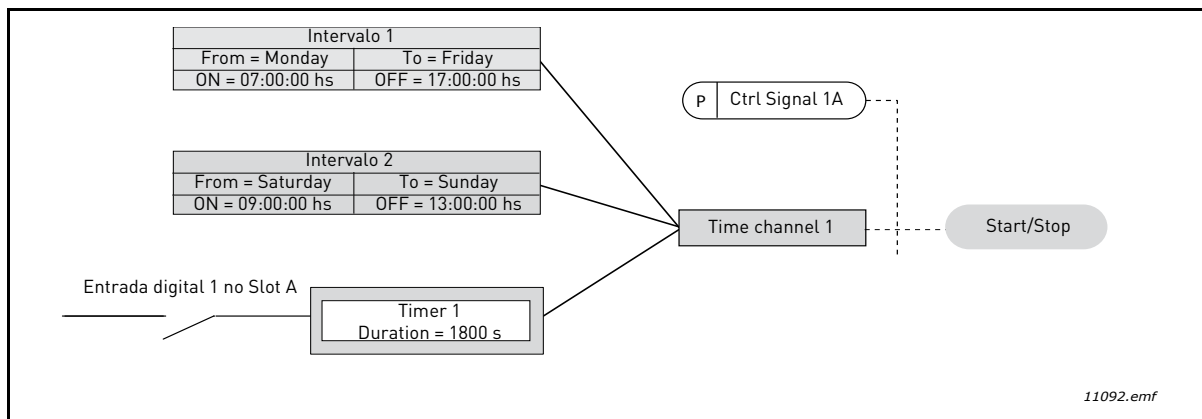 Intervalo 1
From = Monday To = Friday
ON = 07:00:00 hs OFF = 17:00:00 hs
P Ctrl Signal 1A
Intervalo 2
From = Saturday To = Sunday
ON = 09:00:00 hs OFF = 13:00:00 hs
Time channel 1
Start/Stop
Entrada digital 1 no Slot A
Timer 1
Duration = 1800 s
11092.emf